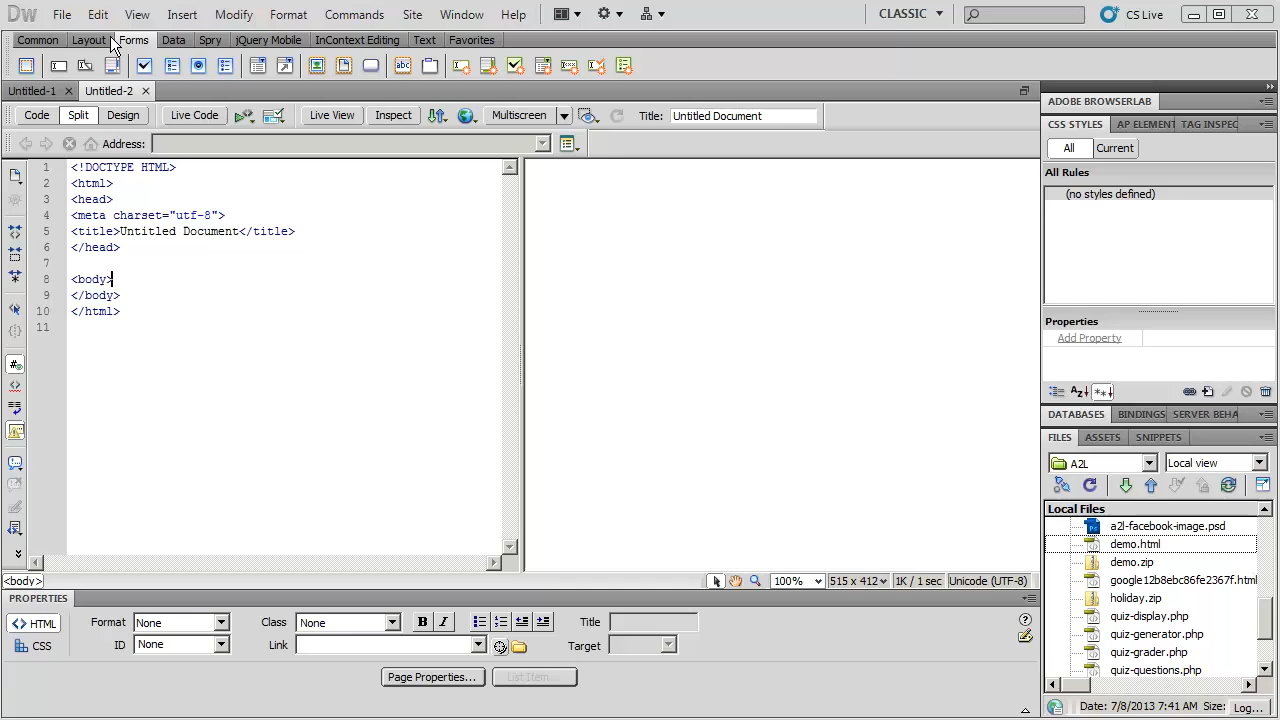 Dw File Edit View Insert Modify Format Commands Site Window Help CLASSIC CS Live
Common Layout Forms Data Spry jQuery Mobile InContext Editing Text Favorites
Untitled-1 Untitled-2
Code Split Design Live Code Live View Inspect Multiscreen Title: Untitled Document
Address:
1 <!DOCTYPE HTML>
2 <html>
3 <head>
4 <meta charset="utf-8">
5 <title>Untitled Document</title>
6 </head>
7
8 <body>
9 </body>
10 </html>
11
<body> 100% 515 x 412 1K / 1 sec Unicode (UTF-8)
PROPERTIES
HTML Format None Class None B I Title
CSS ID None Link Target
Page Properties... List Item...
ADOBE BROWSERLAB
CSS STYLES AP ELEMENT TAG INSPEC
All Current
All Rules
(no styles defined)
Properties
Add Property
DATABASES BINDINGS SERVER BEHA
FILES ASSETS SNIPPETS
A2L Local view
Local Files
a2l-facebook-image.psd
demo.html
demo.zip
google12b8ebc86fe2367f.html
holiday.zip
quiz-display.php
quiz-generator.php
quiz-grader.php
quiz-questions.php
Date: 7/8/2013 7:41 AM Size: Log...